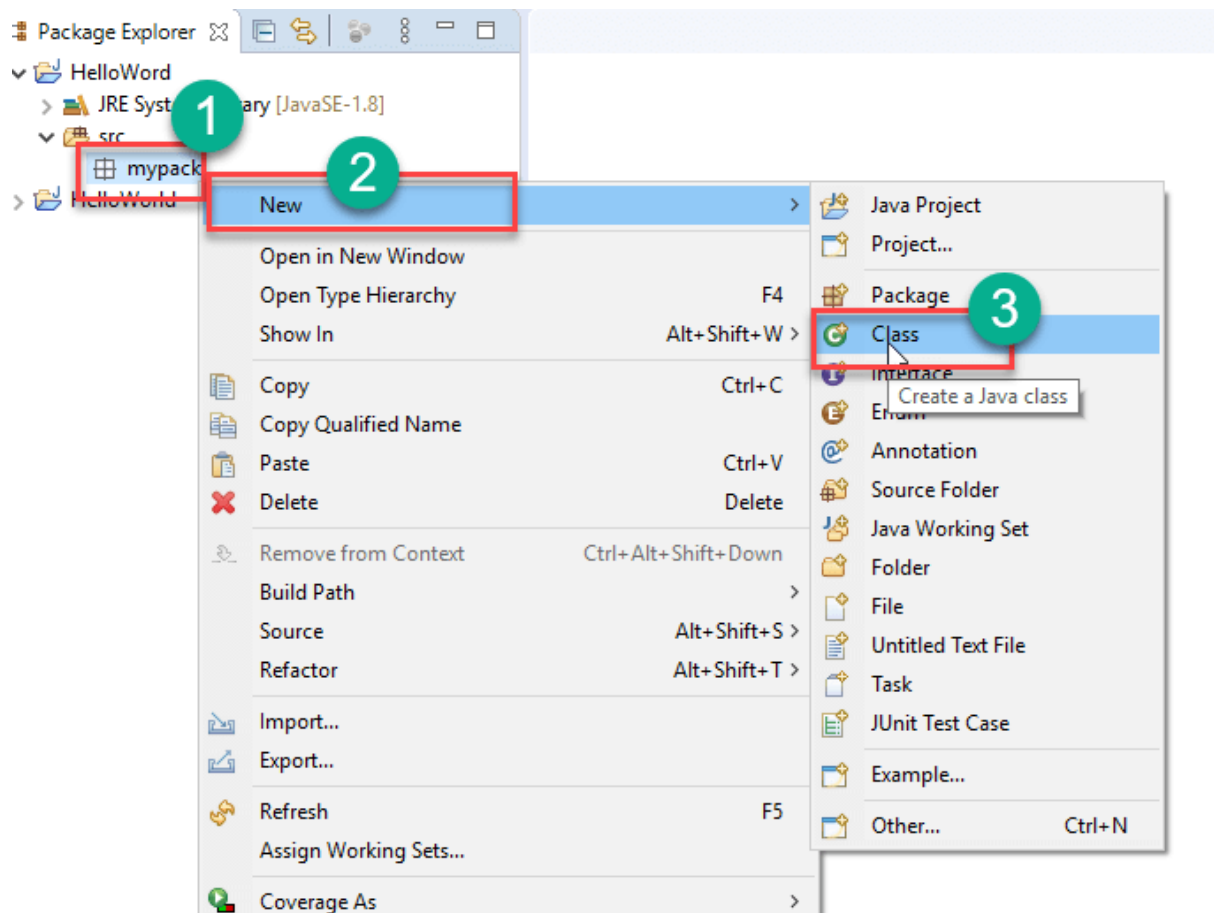 Package Explorer
HelloWord
JRE Syst ary [JavaSE-1.8]
1
src
mypack
2
HelloWorld
New
Open in New Window
Open Type Hierarchy F4
Show In Alt+Shift+W >
Copy Ctrl+C
Copy Qualified Name
Paste Ctrl+V
Delete Delete
Remove from Context Ctrl+Alt+Shift+Down
Build Path >
Source Alt+Shift+S >
Refactor Alt+Shift+T >
Import...
Export...
Refresh F5
Assign Working Sets...
Coverage As >
Java Project
Project...
Package
3
Class
Interface
Create a Java class
Enum
Annotation
Source Folder
Java Working Set
Folder
File
Untitled Text File
Task
JUnit Test Case
Example...
Other... Ctrl+N